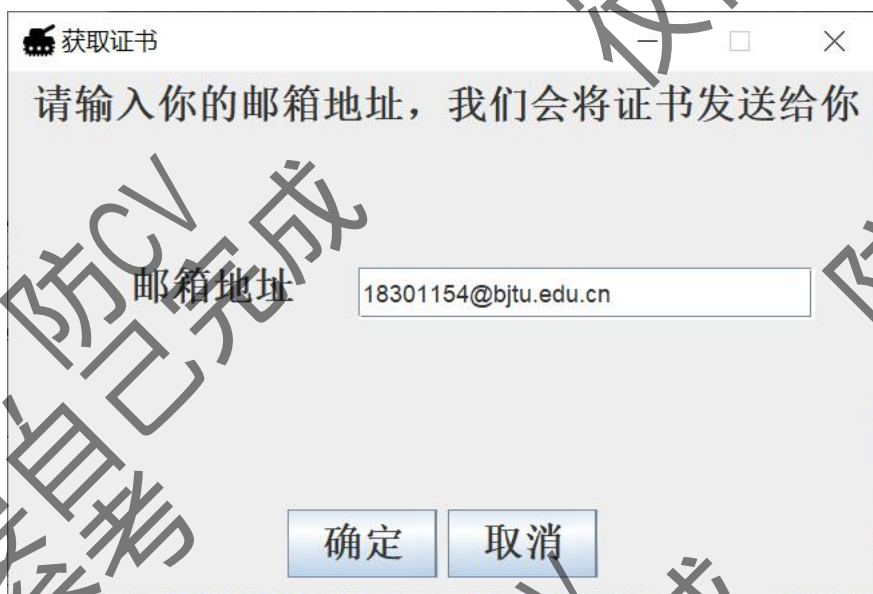 获取证书
请输入你的邮箱地址，我们会将证书发送给你
邮箱地址
18301154@bjtu.edu.cn
确定 取消
防CV
自己完成
参考